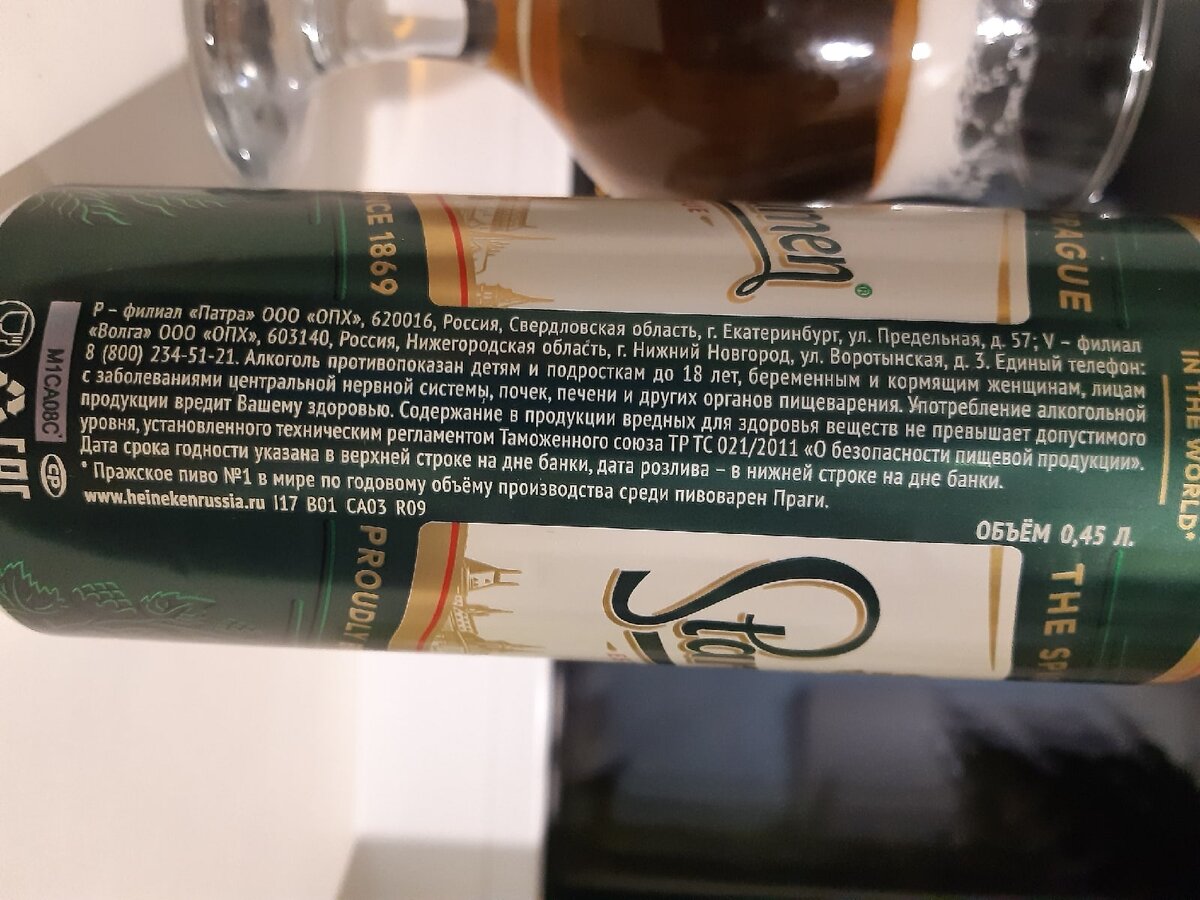 P – филиал «Патра» ООО «ОПХ», 620016, Россия, Свердловская область, г. Екатеринбург, ул. Предельная, д. 57; V – филиал
«Волга» ООО «ОПХ», 603140, Россия, Нижегородская область, г. Нижний Новгород, ул. Воротынская, д. 3. Единый телефон:
8 (800) 234-51-21. Алкоголь противопоказан детям и подросткам до 18 лет, беременным и кормящим женщинам, лицам
с заболеваниями центральной нервной системы, почек, печени и других органов пищеварения. Употребление алкогольной
продукции вредит Вашему здоровью. Содержание в продукции вредных для здоровья веществ не превышает допустимого
уровня, установленного техническим регламентом Таможенного союза ТР ТС 021/2011 «О безопасности пищевой продукции».
Дата срока годности указана в верхней строке на дне банки, дата розлива – в нижней строке на дне банки.
* Пражское пиво №1 в мире по годовому объёму производства среди пивоварен Праги.
www.heinekenrussia.ru I17 B01 CA03 R09
ОБЪЁМ 0,45 Л.
M1CA08C
СГР
PROUDLY
1869
THE
IN THE WORLD*
®